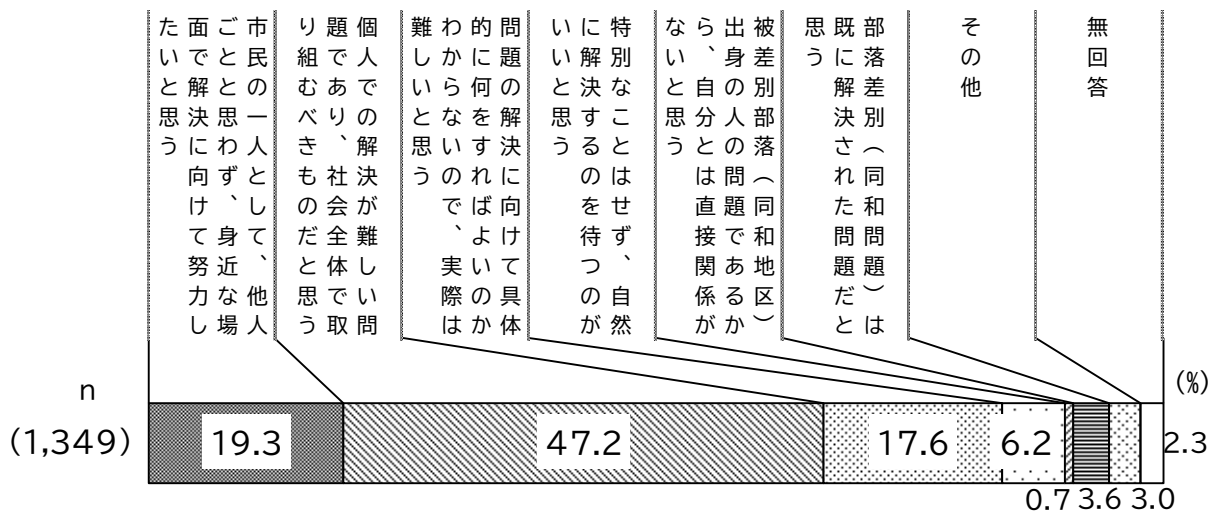 市民の一人として、他人
ごとと思わず、身近な場
面で解決に向けて努力し
たいと思う
個人での解決が難しい問
題であり、社会全体で取
り組むべきものだと思う
問題の解決に向けて具体
的に何をすればよいのか
わからないので、実際は
難しいと思う
特別なことはせず、自然
に解決するのを待つのが
いいと思う
被差別部落（同和地区）
出身の人の問題であるか
ら、自分とは直接関係が
ないと思う
部落差別（同和問題）は
既に解決された問題だと
思う
その他
無回答
n
(%)
(1,349)
19.3
47.2
17.6
6.2
2.3
0.7
3.6
3.0